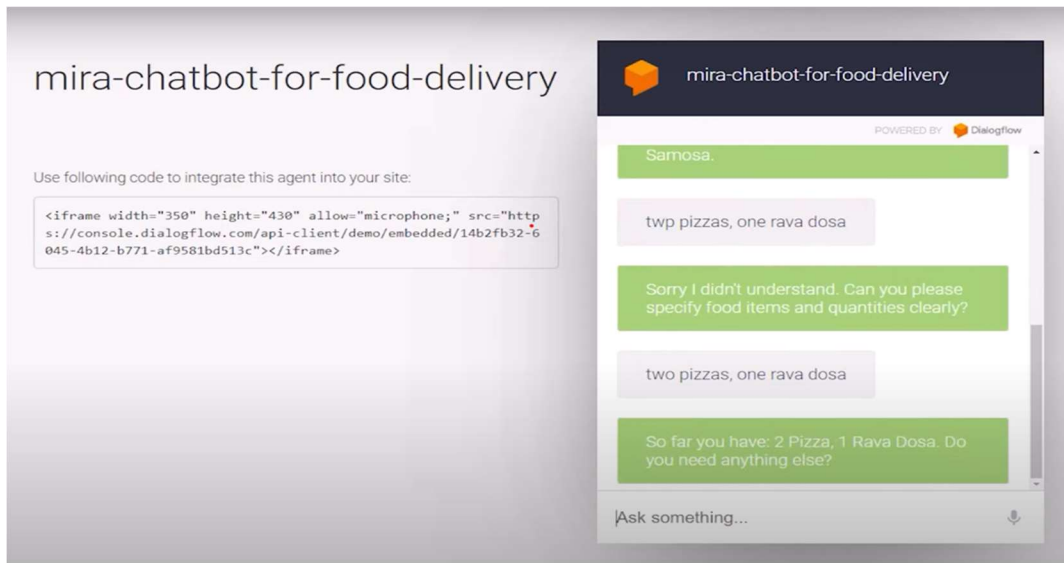 mira-chatbot-for-food-delivery
Use following code to integrate this agent into your site:
<iframe width="350" height="430" allow="microphone;" src="http
s://console.dialogflow.com/api-client/demo/embedded/14b2fb32-6
045-4b12-b771-af9581bd513c"></iframe>
mira-chatbot-for-food-delivery
POWERED BY Dialogflow
Samosa.
twp pizzas, one rava dosa
Sorry I didn't understand. Can you please
specify food items and quantities clearly?
two pizzas, one rava dosa
So far you have: 2 Pizza, 1 Rava Dosa. Do
you need anything else?
Ask something...